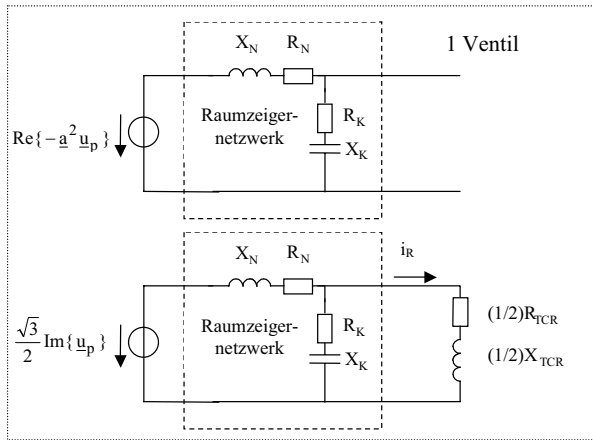 X_N R_N 1 Ventil
Raumzeiger-
netzwerk
R_K
X_K
Re{−a²u_p}
X_N R_N i_R
Raumzeiger-
netzwerk
R_K
X_K
√3/2 Im{u_p}
(1/2)R_TCR
(1/2)X_TCR